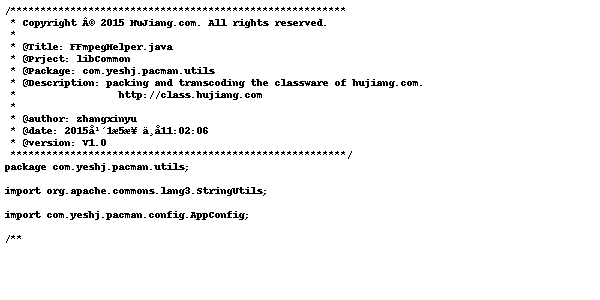 /********************************************************
 * Copyright Â© 2015 HuJiang.com. All rights reserved.
 *
 * @Title: FFmpegHelper.java
 * @Prject: libCommon
 * @Package: com.yeshj.pacman.utils
 * @Description: packing and transcoding the classware of hujiang.com.
 *                 http://class.hujiang.com
 *
 * @author: zhangxinyu
 * @date: 2015å¹´1æ5æ¥ ä¸å11:02:06
 * @version: V1.0
 ********************************************************/
package com.yeshj.pacman.utils;
import org.apache.commons.lang3.StringUtils;
import com.yeshj.pacman.config.AppConfig;
/**